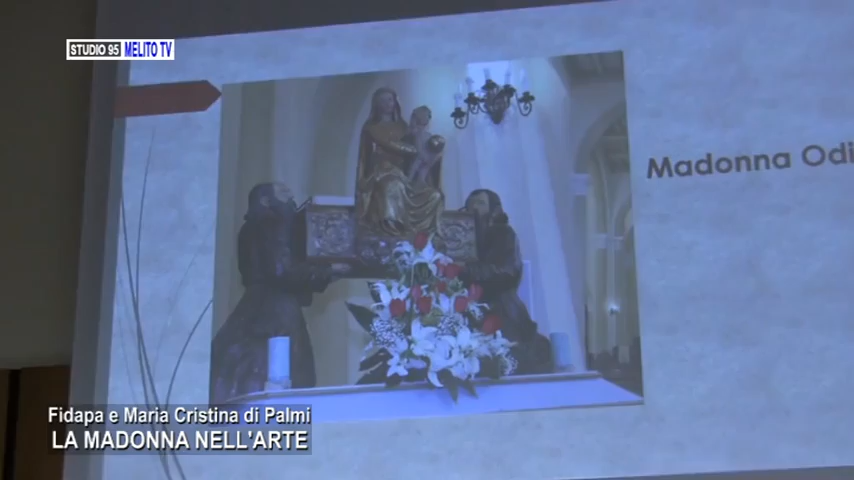 STUDIO 95 MELITO TV
Madonna Odi
Fidapa e Maria Cristina di Palmi
LA MADONNA NELL'ARTE